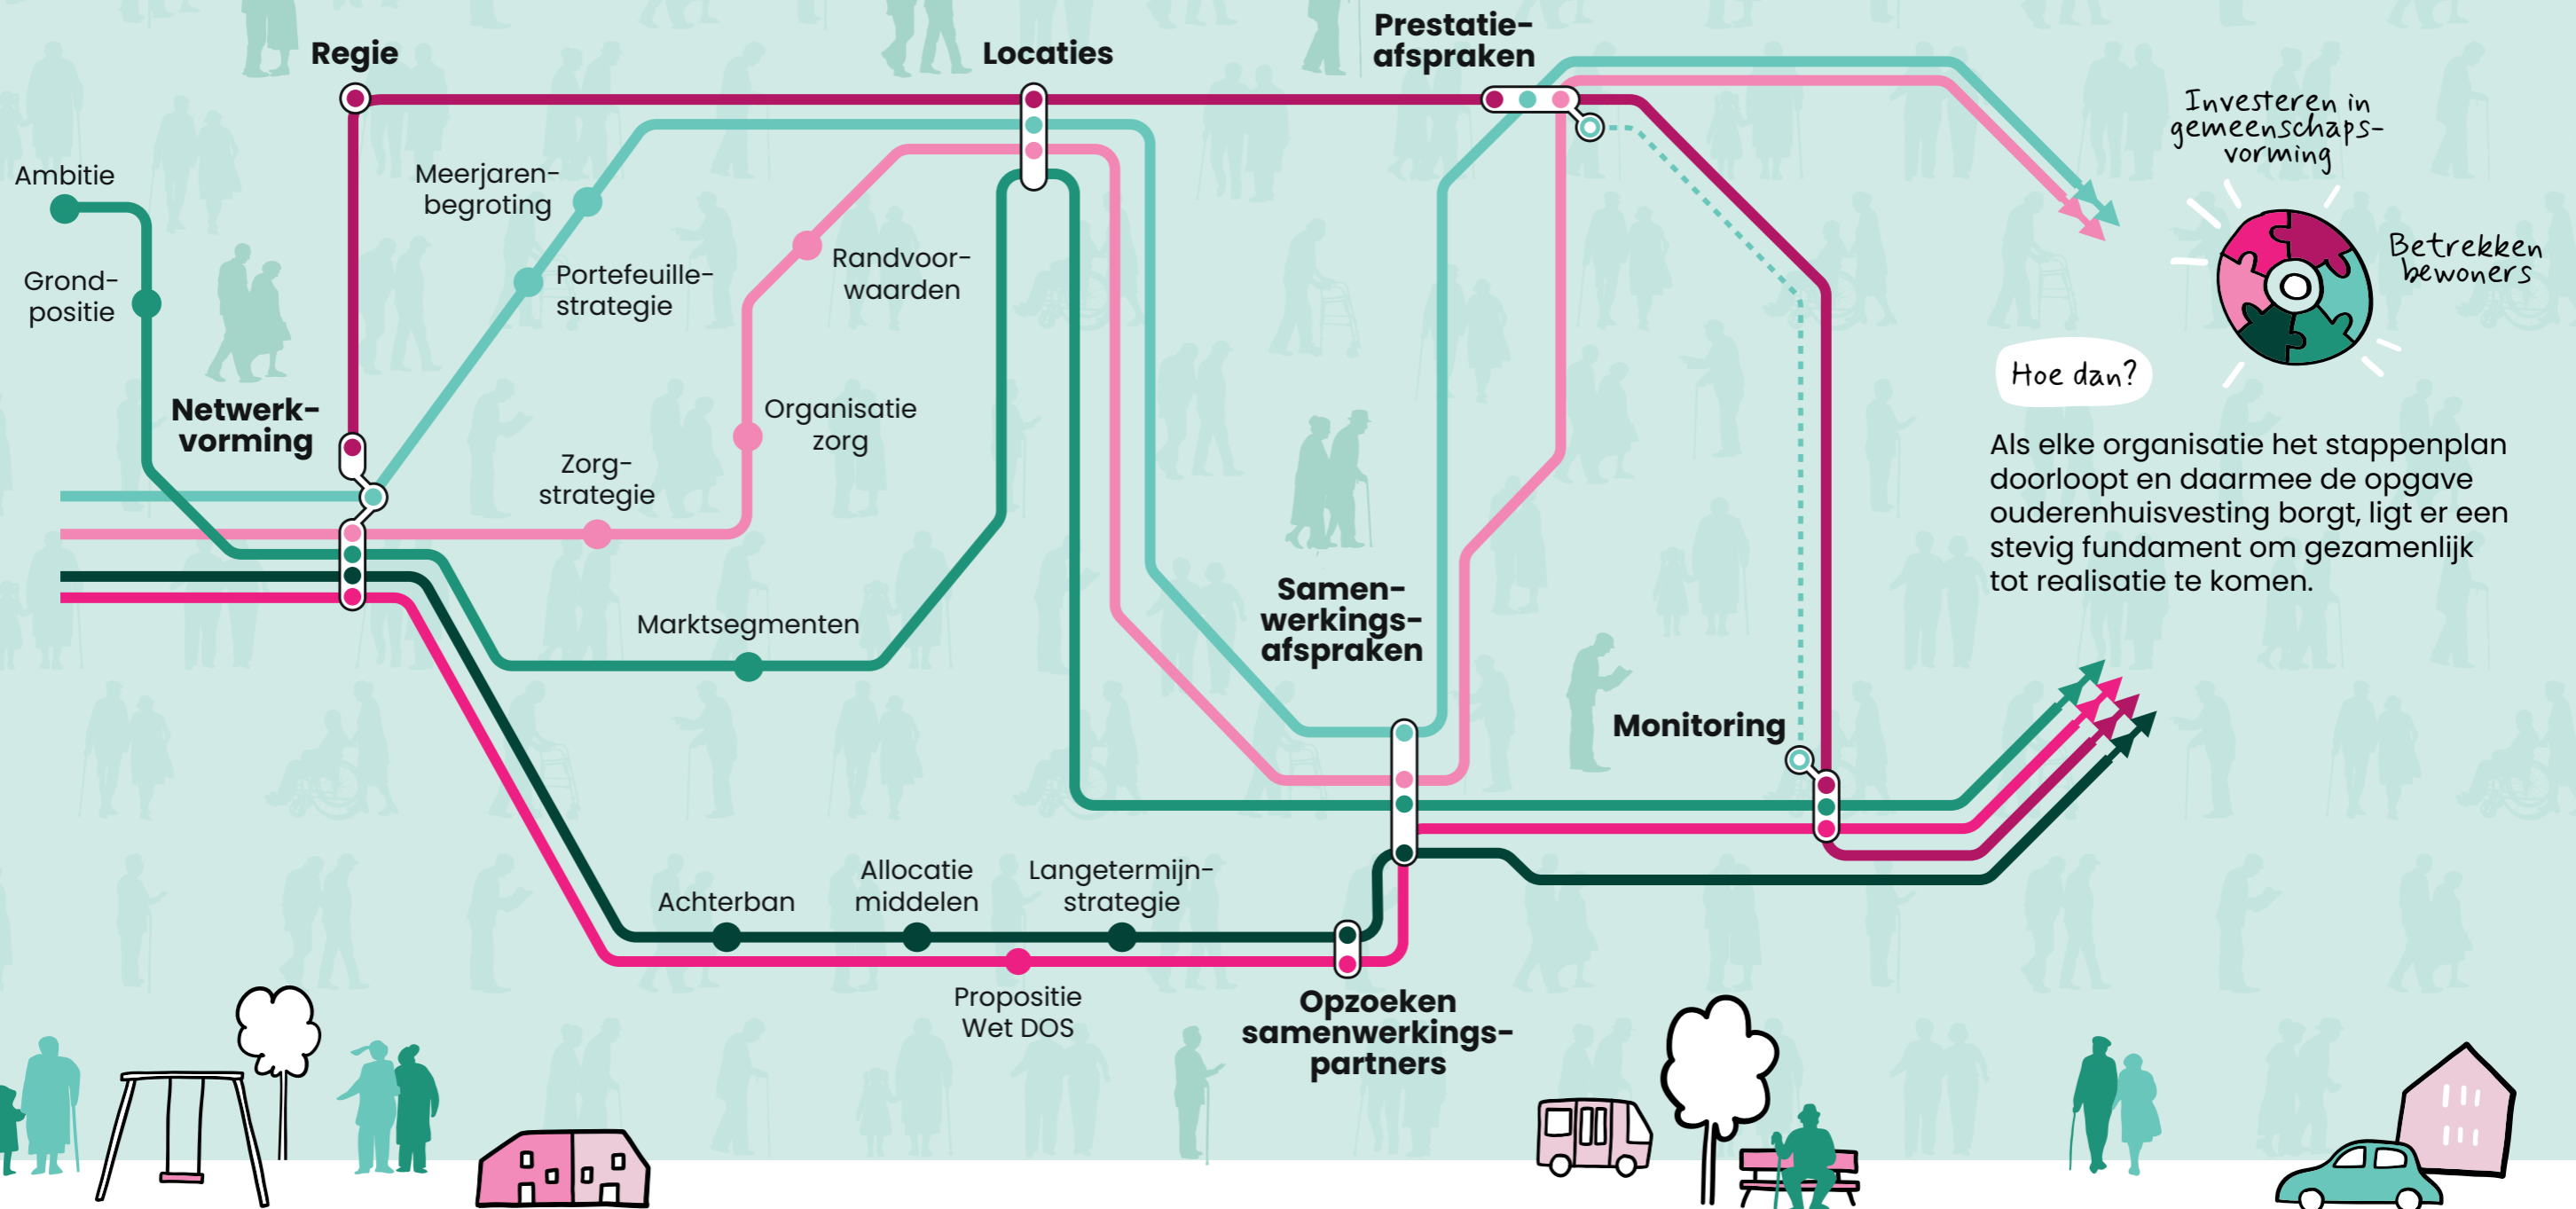 Regie
Locaties
Prestatie-
afspraken
Ambitie
Grond-
positie
Netwerk-
vorming
Meerjaren-
begroting
Portefeuille-
strategie
Randvoor-
waarden
Organisatie
zorg
Zorg-
strategie
Marktsegmenten
Samen-
werkings-
afspraken
Monitoring
Achterban
Allocatie
middelen
Langetermijn-
strategie
Propositie
Wet DOS
Opzoeken
samenwerkings-
partners
Investeren in
gemeenschaps-
vorming
Betrekken
bewoners
Hoe dan?
Als elke organisatie het stappenplan
doorloopt en daarmee de opgave
ouderenhuisvesting borgt, ligt er een
stevig fundament om gezamenlijk
tot realisatie te komen.